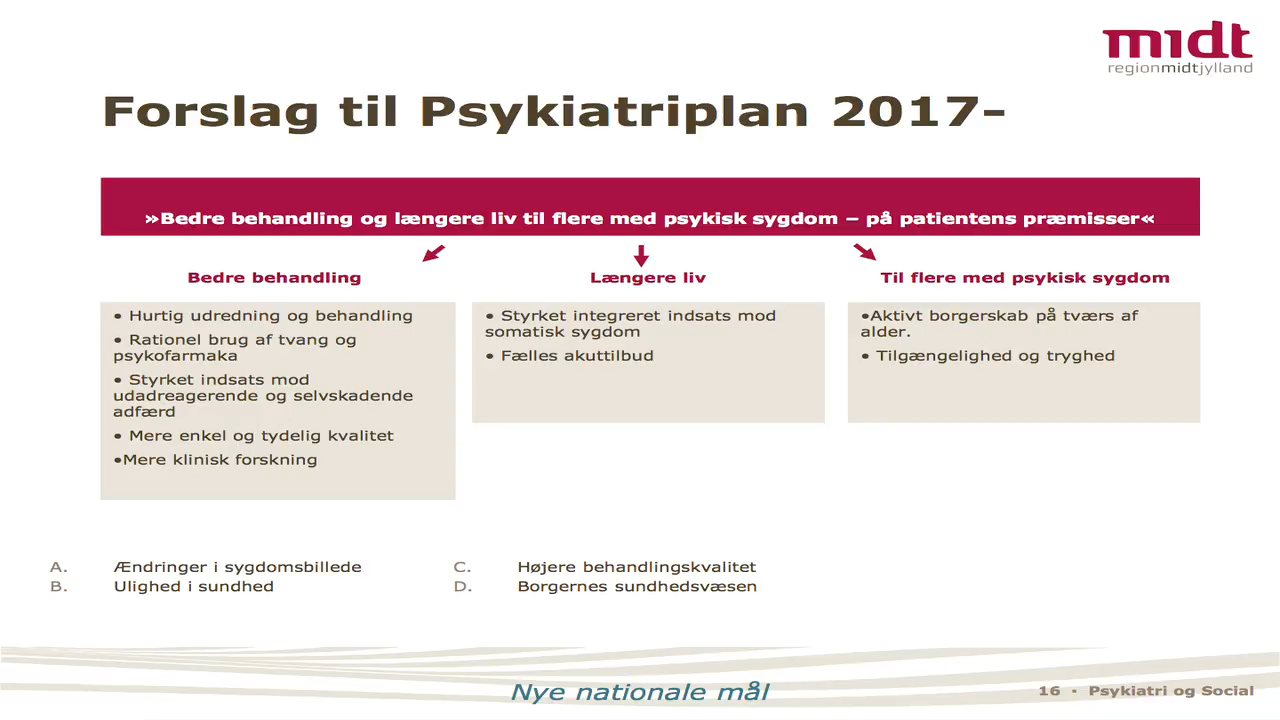 midt
regionmidtjylland
Forslag til Psykiatriplan 2017-
»Bedre behandling og længere liv til flere med psykisk sygdom – på patientens præmisser«
Bedre behandling
• Hurtig udredning og behandling
• Rationel brug af tvang og
psykofarmaka
• Styrket indsats mod
udadreagerende og selvskadende
adfærd
• Mere enkel og tydelig kvalitet
•Mere klinisk forskning
Længere liv
• Styrket integreret indsats mod
somatisk sygdom
• Fælles akuttilbud
Til flere med psykisk sygdom
•Aktivt borgerskab på tværs af
alder.
• Tilgængelighed og tryghed
A. Ændringer i sygdomsbillede
B. Ulighed i sundhed
C. Højere behandlingskvalitet
D. Borgernes sundhedsvæsen
Nye nationale mål
16 ▪ Psykiatri og Social